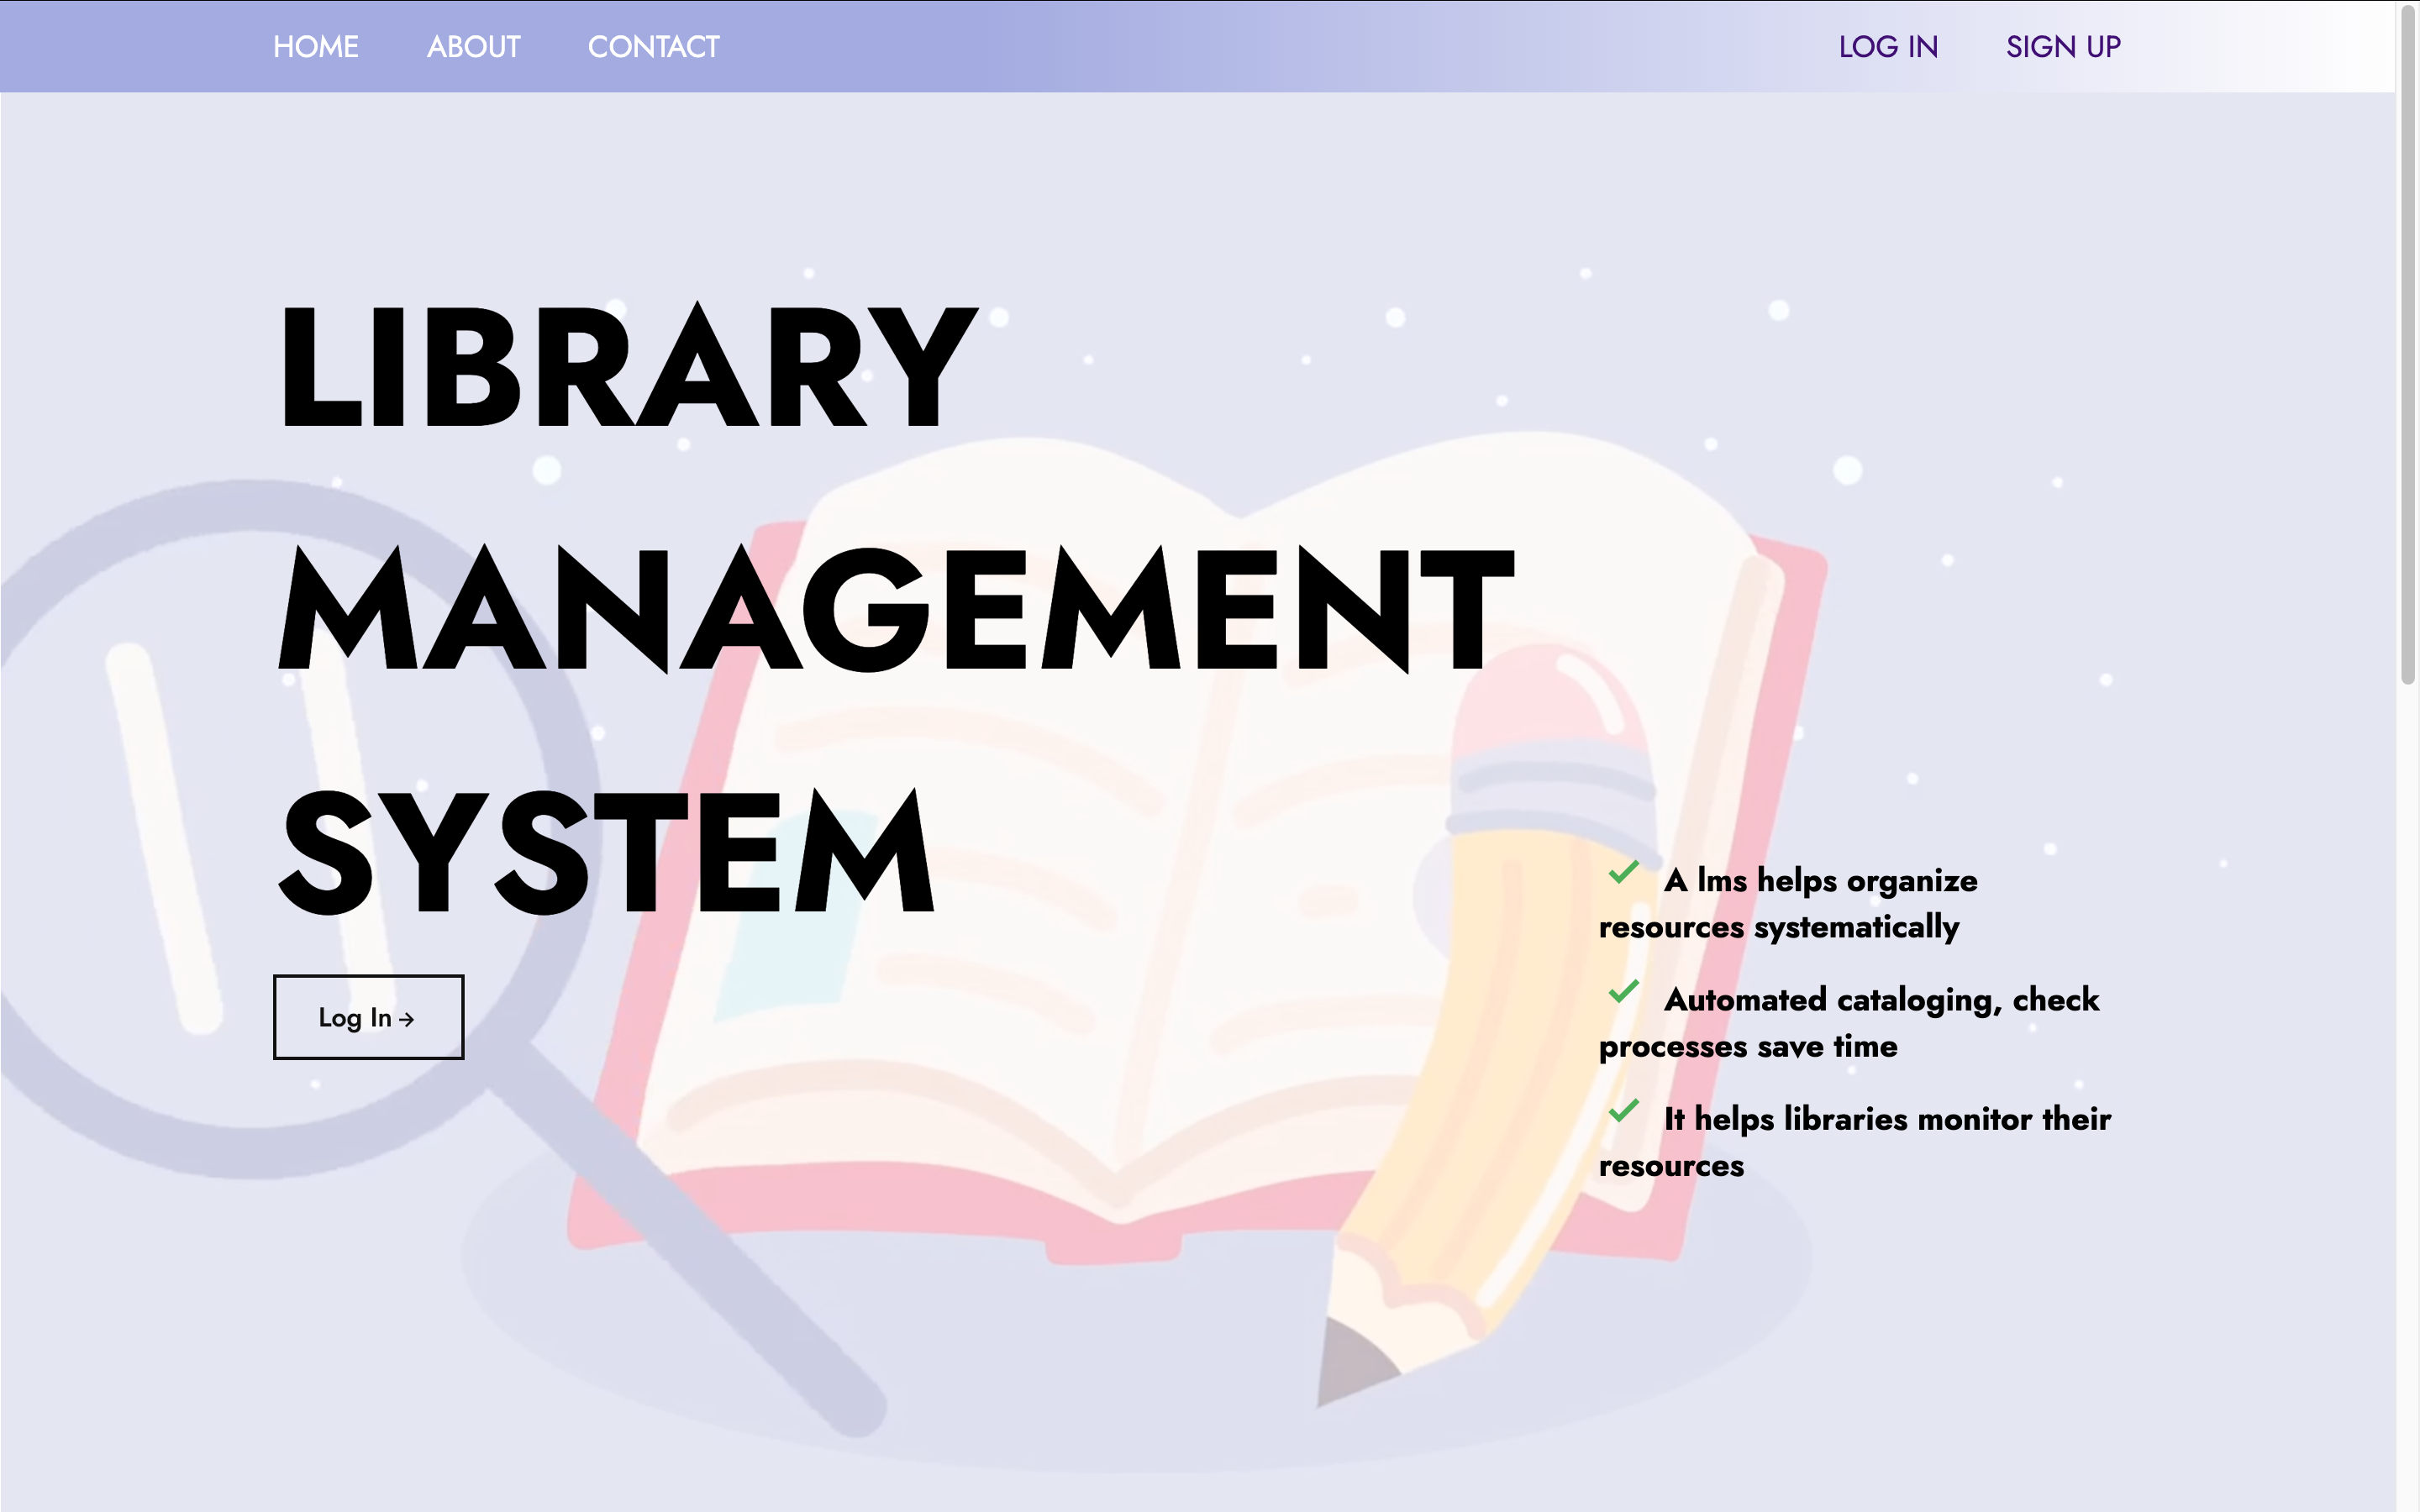 HOME ABOUT CONTACT LOG IN SIGN UP
LIBRARY
MANAGEMENT
SYSTEM
Log In →
A lms helps organize
resources systematically
Automated cataloging, check
processes save time
It helps libraries monitor their
resources